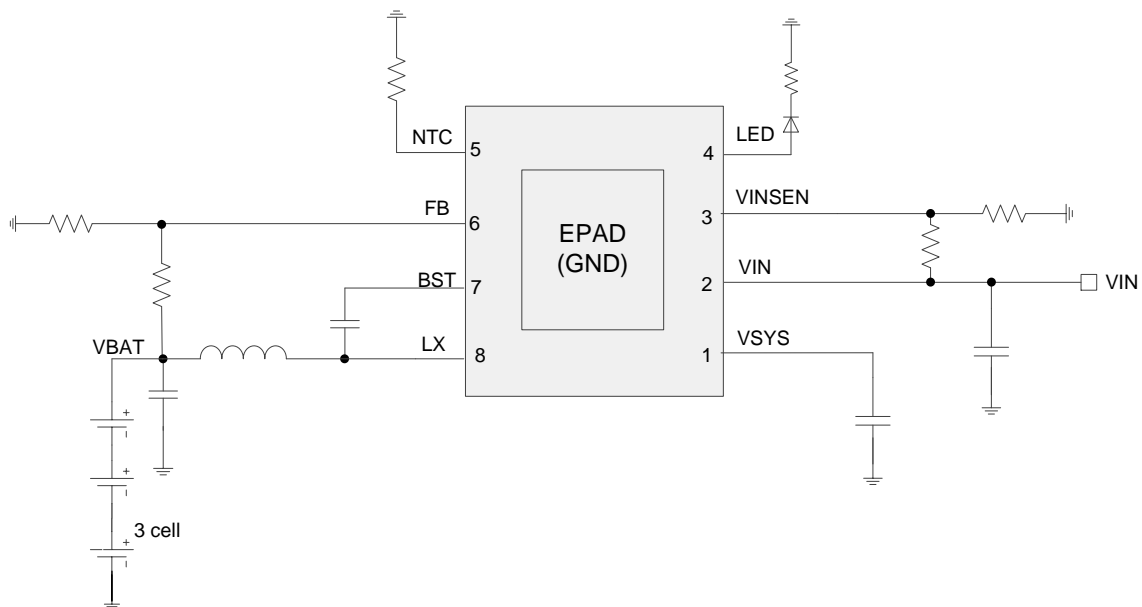 NTC
5
LED
4
FB
6
VINSEN
3
EPAD
(GND)
BST
7
VIN
2
VIN
VBAT
LX
8
VSYS
1
+
+
3 cell
+